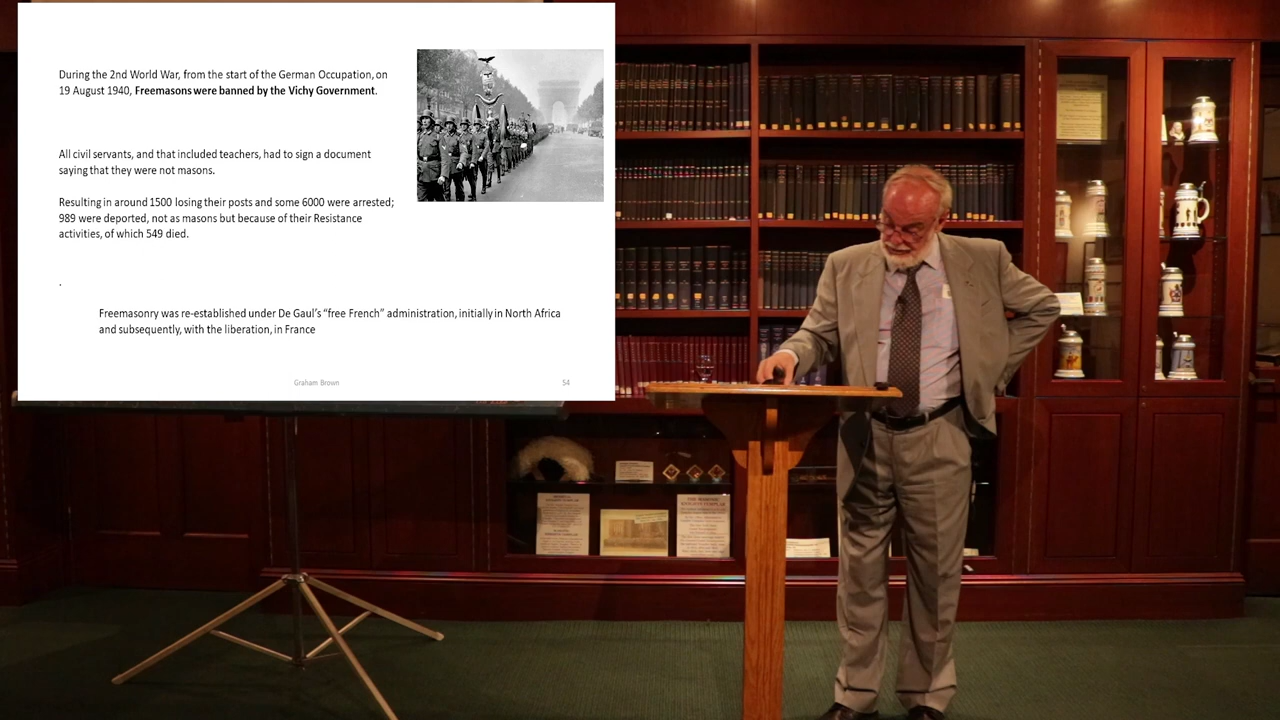 During the 2nd World War, from the start of the German Occupation, on
19 August 1940, Freemasons were banned by the Vichy Government.
All civil servants, and that included teachers, had to sign a document
saying that they were not masons.
Resulting in around 1500 losing their posts and some 6000 were arrested;
989 were deported, not as masons but because of their Resistance
activities, of which 549 died.
.
Freemasonry was re-established under De Gaul's “free French” administration, initially in North Africa
and subsequently, with the liberation, in France
Graham Brown
54